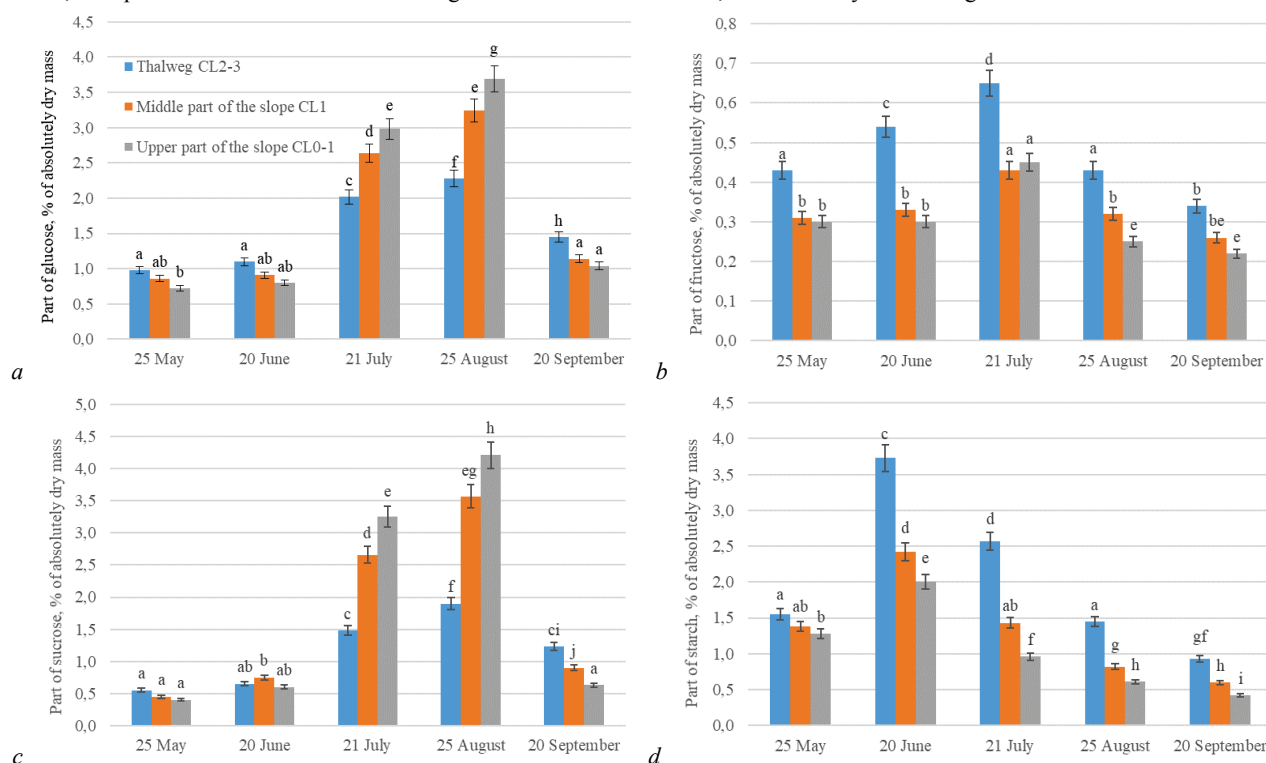 4,5
4,0
3,5
3,0
2,5
2,0
1,5
1,0
0,5
0,0
Part of glucose, % of absolutely dry mass
Thalweg CL2-3
Middle part of the slope CL1
Upper part of the slope CL0-1
a ab b
a ab ab
c d e
f e g
h a a
25 May 20 June 21 July 25 August 20 September
a
0,8
0,7
0,6
0,5
0,4
0,3
0,2
0,1
0,0
Part of fructose, % of absolutely dry mass
a b b
c b b
d a a
a b e
b be e
25 May 20 June 21 July 25 August 20 September
b
5,0
4,5
4,0
3,5
3,0
2,5
2,0
1,5
1,0
0,5
0,0
Part of sucrose, % of absolutely dry mass
a a a
ab b ab
c d e
f eg h
ci j a
25 May 20 June 21 July 25 August 20 September
c
4,5
4,0
3,5
3,0
2,5
2,0
1,5
1,0
0,5
0,0
Part of starch, % of absolutely dry mass
a ab b
c d e
d ab f
a g h
gf h i
25 May 20 June 21 July 25 August 20 September
d